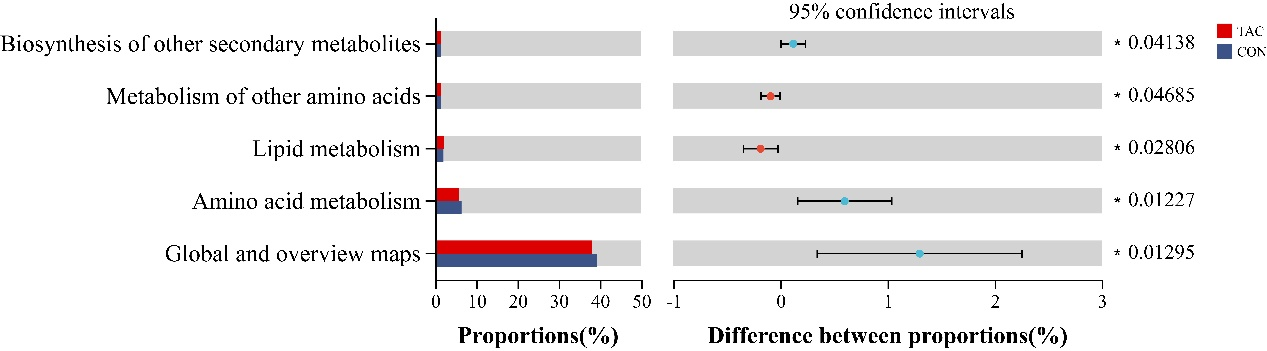 95% confidence intervals
Biosynthesis of other secondary metabolites
* 0.04138
TAC
CON
Metabolism of other amino acids
* 0.04685
Lipid metabolism
* 0.02806
Amino acid metabolism
* 0.01227
Global and overview maps
* 0.01295
0 10 20 30 40 50
-1 0 1 2 3
Proportions(%)
Difference between proportions(%)